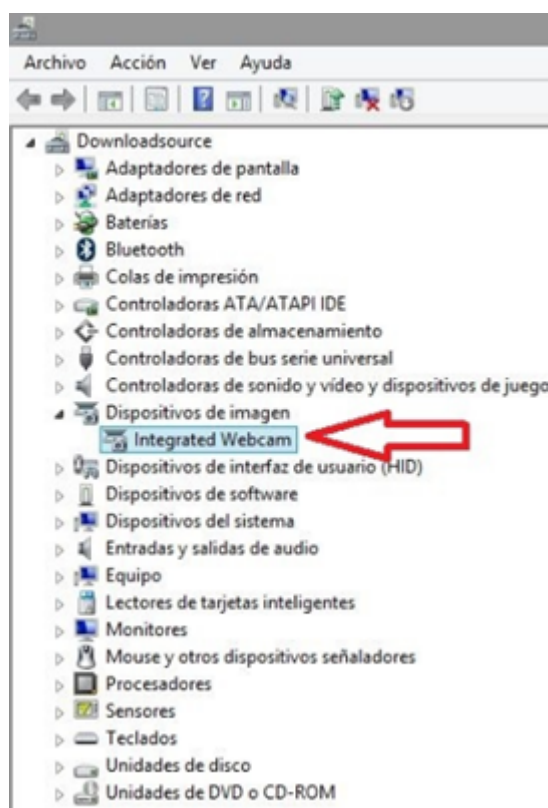 Archivo Acción Ver Ayuda
Downloadsource
Adaptadores de pantalla
Adaptadores de red
Baterías
Bluetooth
Colas de impresión
Controladoras ATA/ATAPI IDE
Controladoras de almacenamiento
Controladoras de bus serie universal
Controladoras de sonido y vídeo y dispositivos de juego
Dispositivos de imagen
Integrated Webcam
Dispositivos de interfaz de usuario (HID)
Dispositivos de software
Dispositivos del sistema
Entradas y salidas de audio
Equipo
Lectores de tarjetas inteligentes
Monitores
Mouse y otros dispositivos señaladores
Procesadores
Sensores
Teclados
Unidades de disco
Unidades de DVD o CD-ROM